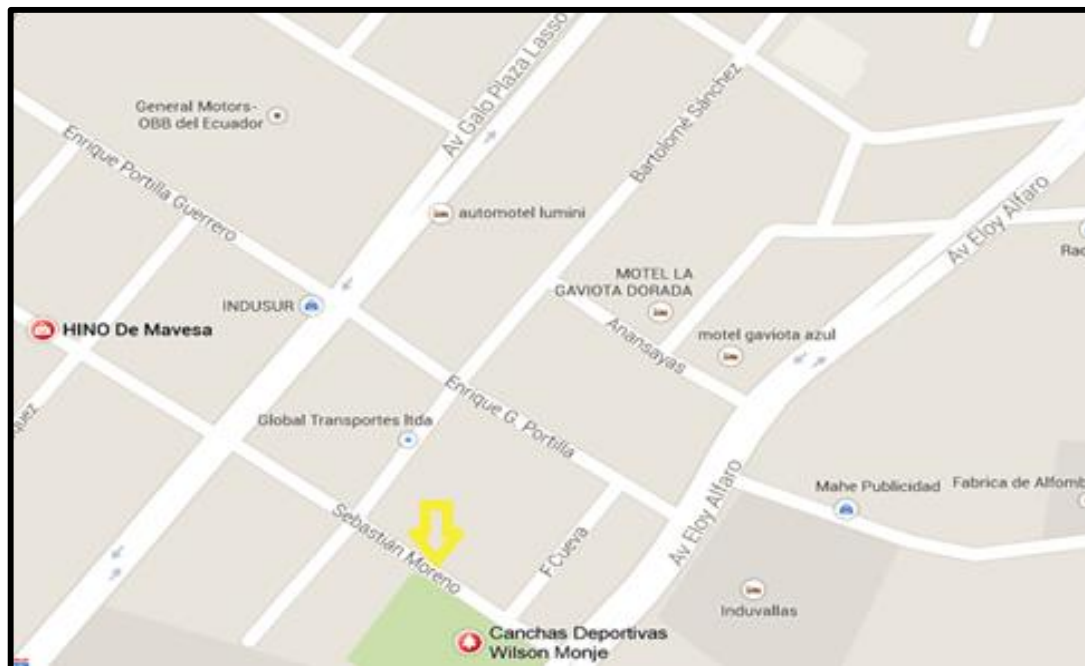 General Motors-
OBB del Ecuador
Av Galo Plaza Lasso
Bartolomé Sánchez
Enrique Portilla Guerrero
automotel lumini
Av Eloy Alfaro
MOTEL LA
GAVIOTA DORADA
INDUSUR
HINO De Mavesa
Anansayas
motel gaviota azul
Enrique G. Portilla
Global Transportes ltda
Av Eloy Alfaro
Mahe Publicidad
Fabrica de Alfomb
Sebastián Moreno
F.Cueva
Induvallas
Canchas Deportivas
Wilson Monje